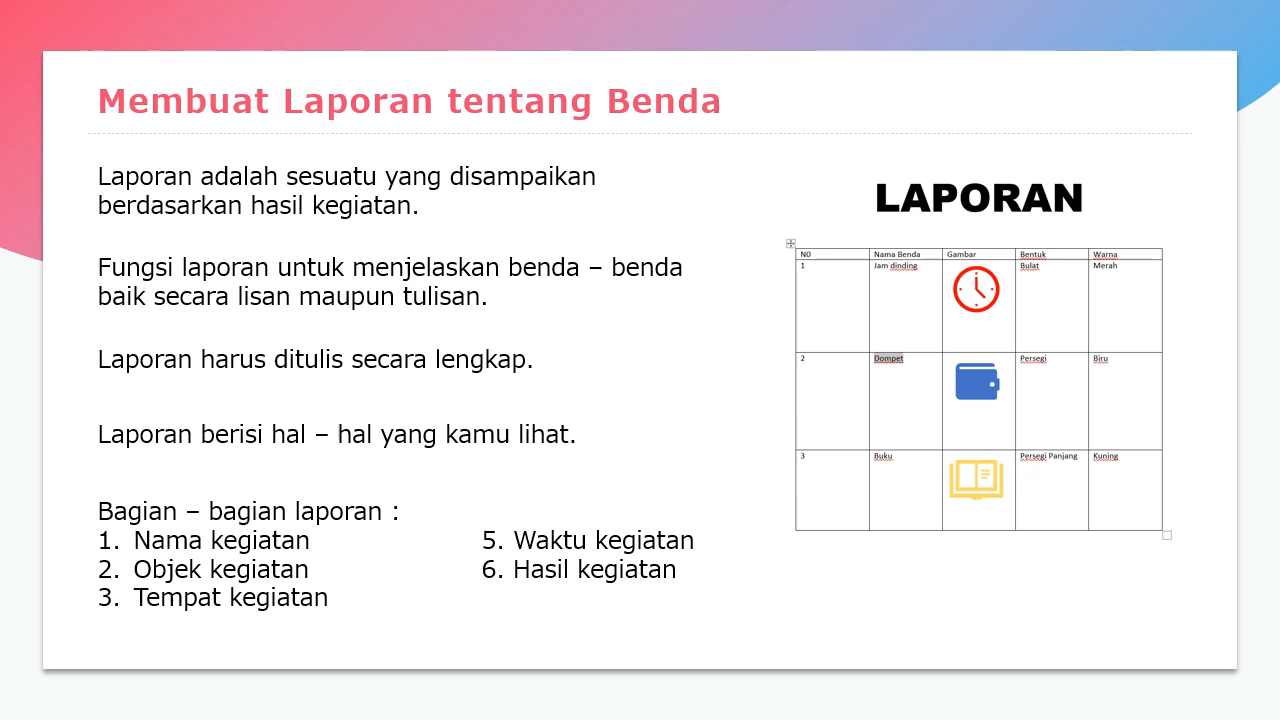 Membuat Laporan tentang Benda
Laporan adalah sesuatu yang disampaikan
berdasarkan hasil kegiatan.
Fungsi laporan untuk menjelaskan benda – benda
baik secara lisan maupun tulisan.
Laporan harus ditulis secara lengkap.
Laporan berisi hal – hal yang kamu lihat.
Bagian – bagian laporan :
1. Nama kegiatan
2. Objek kegiatan
3. Tempat kegiatan
5. Waktu kegiatan
6. Hasil kegiatan
LAPORAN
N0 Nama Benda Gambar Bentuk Warna
1 Jam dinding Bulat Merah
2 Dompet Persegi Biru
3 Buku Persegi Panjang Kuning